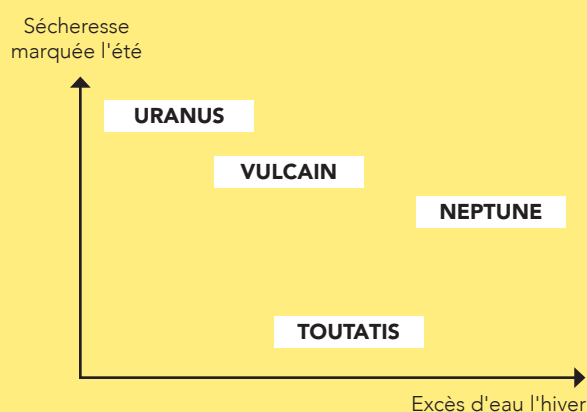 Sécheresse
marquée l'été
URANUS
VULCAIN
NEPTUNE
TOUTATIS
Excès d'eau l'hiver